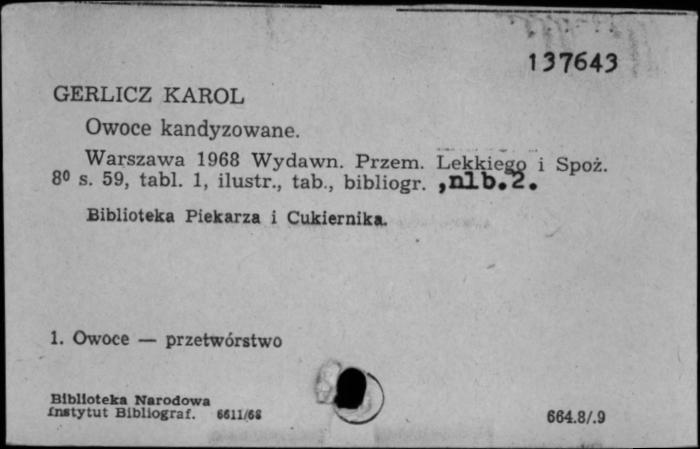 137643
GERLICZ KAROL
Owoce kandyzowane.
Warszawa 1968 Wydawn. Przem. Lekkiego i Spoż.
8⁰ s. 59, tabl. 1, ilustr., tab., bibliogr. ,nlb.2.
Biblioteka Piekarza i Cukiernika.
1. Owoce — przetwórstwo
Biblioteka Narodowa
Instytut Bibliograf. 6611/68
664.8/.9